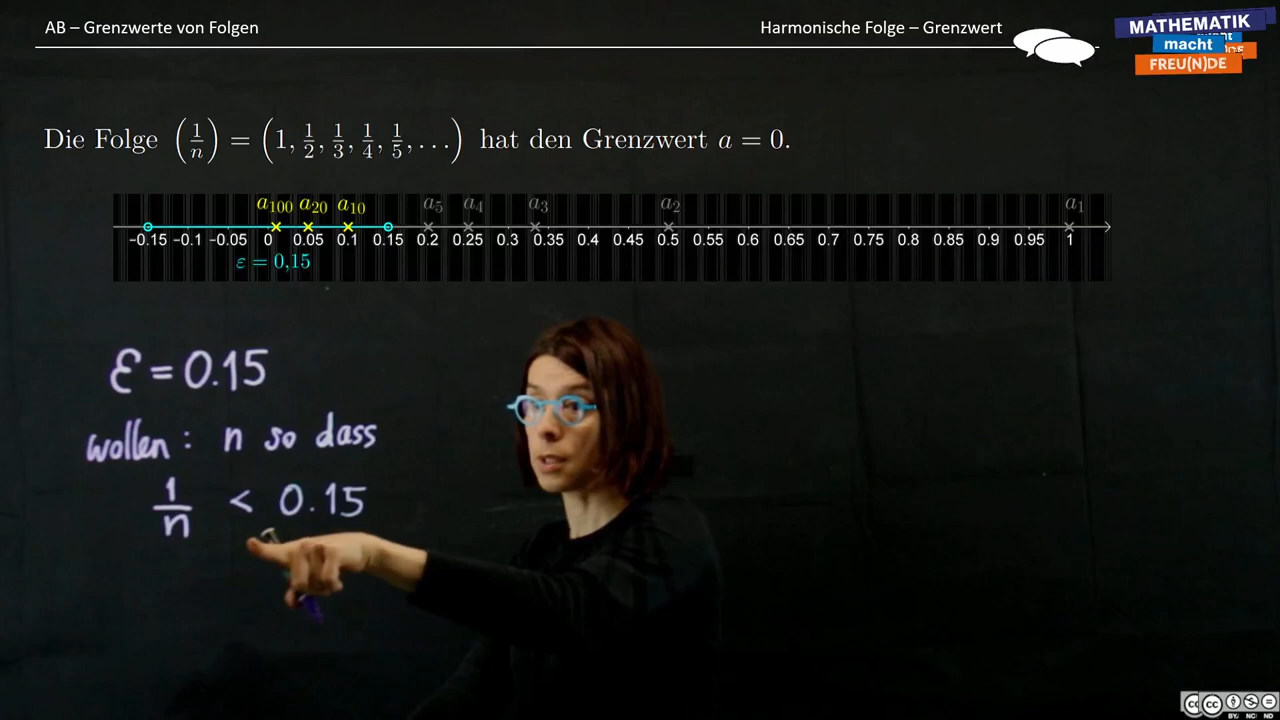 AB – Grenzwerte von Folgen
Harmonische Folge – Grenzwert
MATHEMATIK
macht
FREU(N)DE
Die Folge (1/n) = (1, 1/2, 1/3, 1/4, 1/5, ...) hat den Grenzwert a = 0.
a₁₀₀ a₂₀ a₁₀ a₅ a₄ a₃ a₂ a₁
−0.15 −0.1 −0.05 0 0.05 0.1 0.15 0.2 0.25 0.3 0.35 0.4 0.45 0.5 0.55 0.6 0.65 0.7 0.75 0.8 0.85 0.9 0.95 1
ε = 0,15
ε = 0.15
wollen: n so dass
1/n < 0.15
cc
BY NC ND